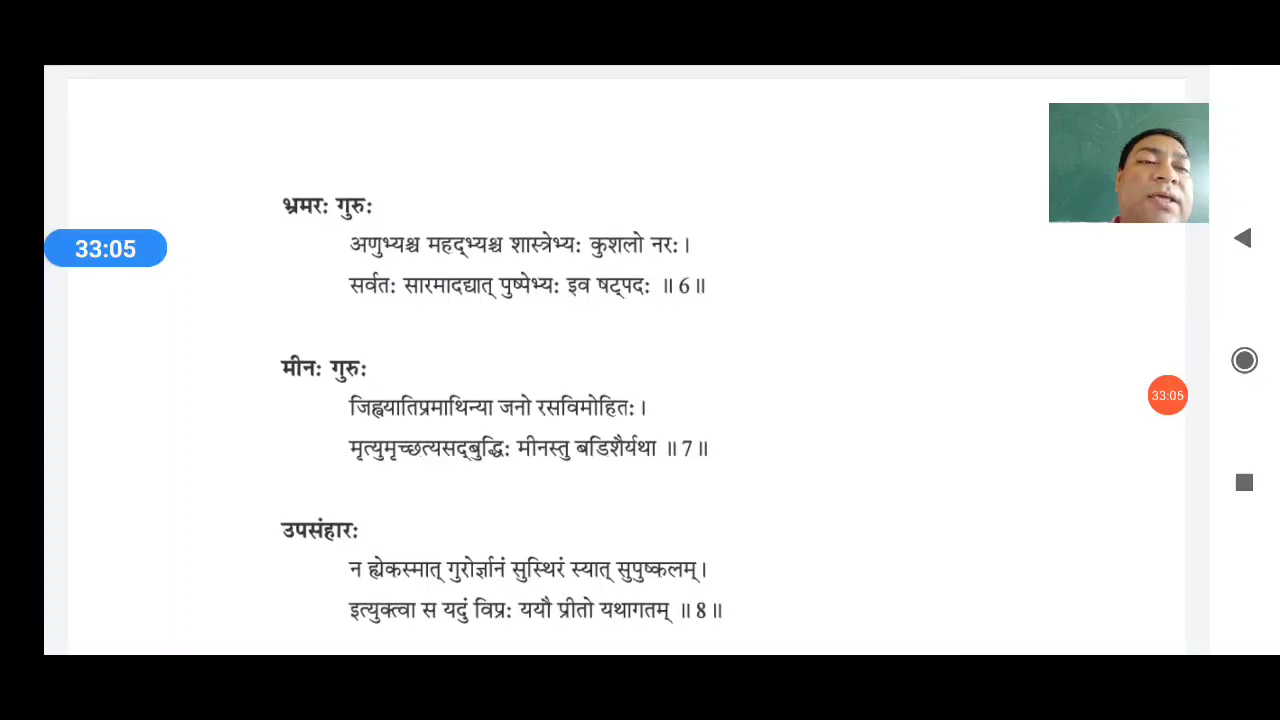 भ्रमरः गुरुः
अणुभ्यश्च महद्भ्यश्च शास्त्रेभ्यः कुशलो नरः।
सर्वतः सारमादद्यात् पुष्पेभ्यः इव षट्पदः ॥6॥
33:05
मीनः गुरुः
जिह्वयातिप्रमाथिन्या जनो रसविमोहितः।
मृत्युमृच्छत्यसद्बुद्धिः मीनस्तु बडिशैर्यथा ॥7॥
33:05
उपसंहारः
न ह्येकस्मात् गुरोर्ज्ञानं सुस्थिरं स्यात् सुपुष्कलम्।
इत्युक्त्वा स यदुं विप्रः ययौ प्रीतो यथागतम् ॥8॥